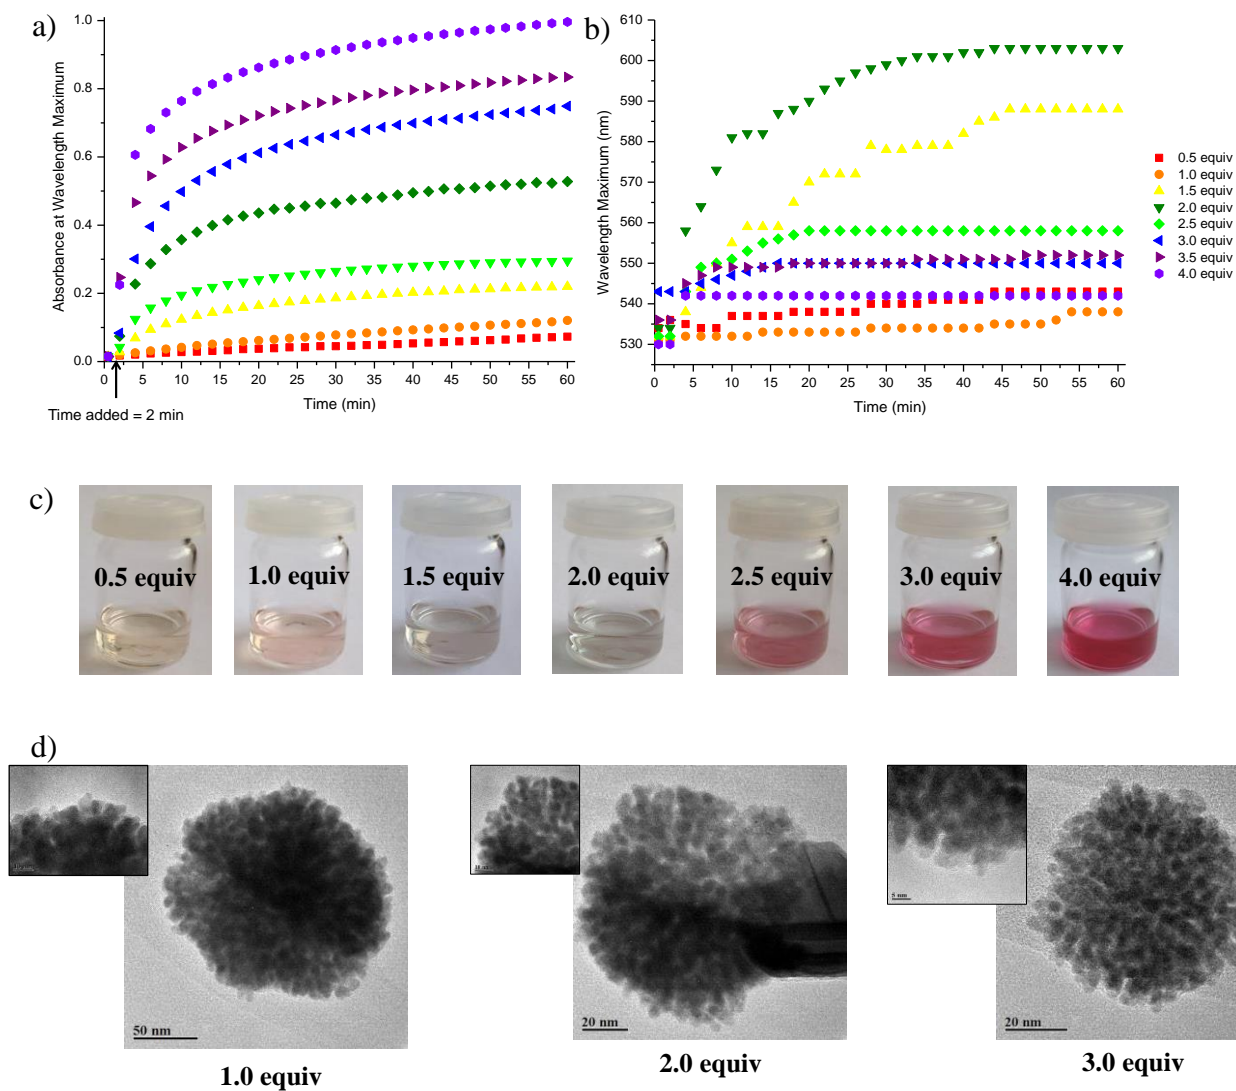 a)
1.0
0.8
0.6
0.4
0.2
0.0
Absorbance at Wavelength Maximum
0 5 10 15 20 25 30 35 40 45 50 55 60
Time (min)
Time added = 2 min
b)
610
600
590
580
570
560
550
540
530
Wavelength Maximum (nm)
0 5 10 15 20 25 30 35 40 45 50 55 60
Time (min)
0.5 equiv
1.0 equiv
1.5 equiv
2.0 equiv
2.5 equiv
3.0 equiv
3.5 equiv
4.0 equiv
c)
0.5 equiv
1.0 equiv
1.5 equiv
2.0 equiv
2.5 equiv
3.0 equiv
4.0 equiv
d)
50 nm
1.0 equiv
20 nm
2.0 equiv
5 nm
20 nm
3.0 equiv